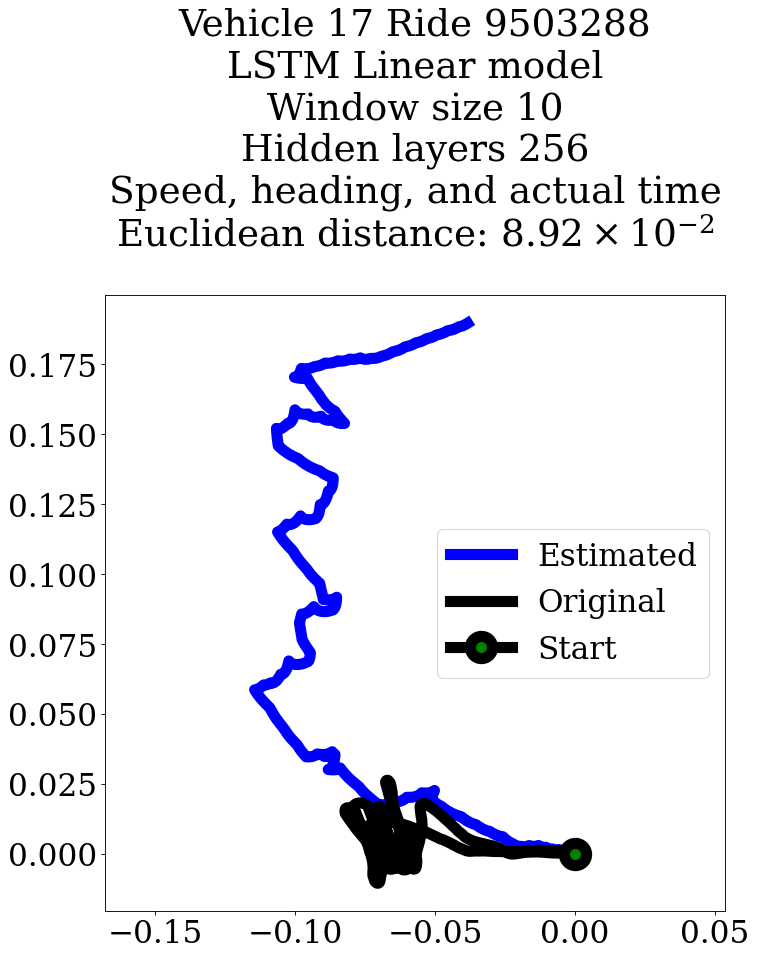 Vehicle 17 Ride 9503288
LSTM Linear model
Window size 10
Hidden layers 256
Speed, heading, and actual time
Euclidean distance: 8.92 × 10⁻²
0.175
0.150
0.125
0.100
0.075
0.050
0.025
0.000
Estimated
Original
Start
−0.15 −0.10 −0.05 0.00 0.05